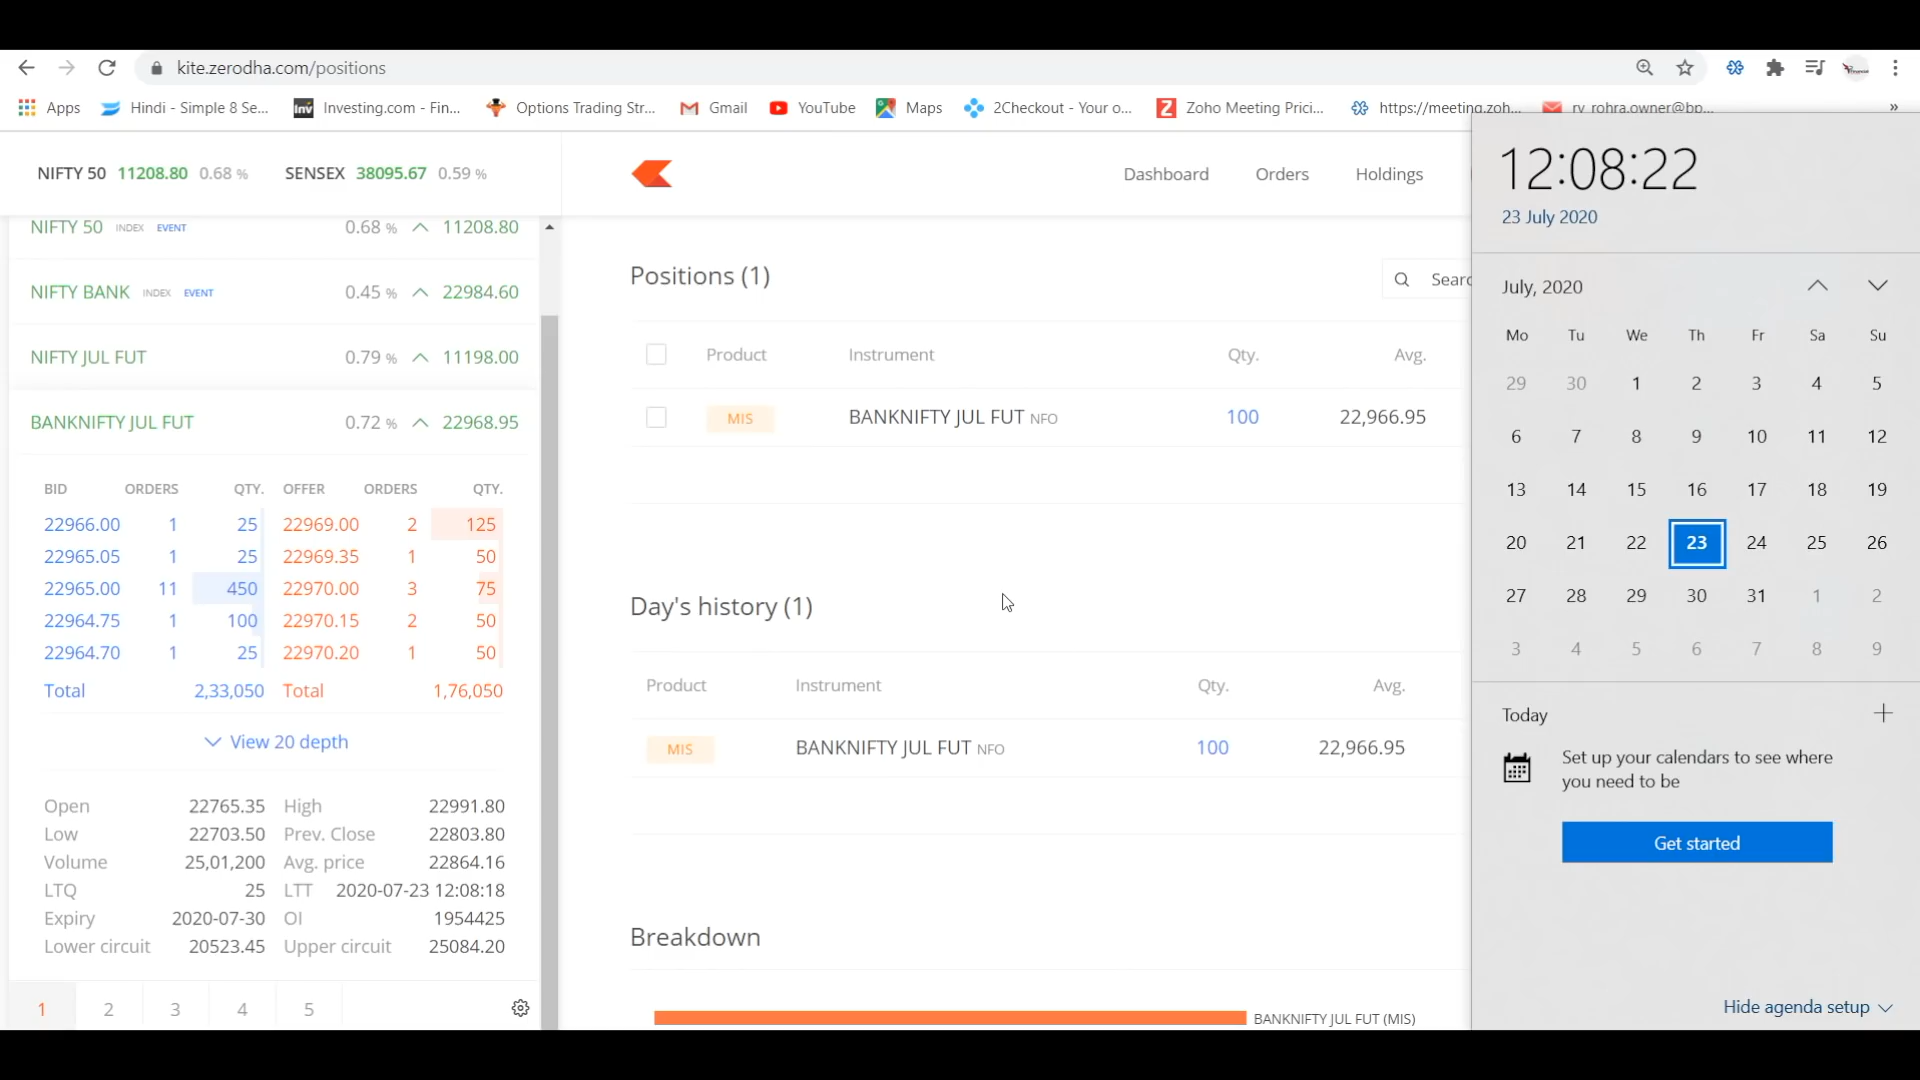 kite.zerodha.com/positions
Apps Hindi - Simple 8 Se... Investing.com - Fin... Options Trading Str... Gmail YouTube Maps 2Checkout - Your o... Zoho Meeting Prici... https://meeting.zoh... rv_rohra.owner@bp... »
NIFTY 50 11208.80 0.68 % SENSEX 38095.67 0.59 %
Dashboard Orders Holdings
NIFTY 50 INDEX EVENT 0.68 % 11208.80
NIFTY BANK INDEX EVENT 0.45 % 22984.60
NIFTY JUL FUT 0.79 % 11198.00
BANKNIFTY JUL FUT 0.72 % 22968.95
BID ORDERS QTY. OFFER ORDERS QTY.
22966.00 1 25 22969.00 2 125
22965.05 1 25 22969.35 1 50
22965.00 11 450 22970.00 3 75
22964.75 1 100 22970.15 2 50
22964.70 1 25 22970.20 1 50
Total 2,33,050 Total 1,76,050
View 20 depth
Open 22765.35 High 22991.80
Low 22703.50 Prev. Close 22803.80
Volume 25,01,200 Avg. price 22864.16
LTQ 25 LTT 2020-07-23 12:08:18
Expiry 2020-07-30 OI 1954425
Lower circuit 20523.45 Upper circuit 25084.20
1 2 3 4 5
Positions (1)
Searc
Product Instrument Qty. Avg.
MIS BANKNIFTY JUL FUT NFO 100 22,966.95
Day's history (1)
Product Instrument Qty. Avg.
MIS BANKNIFTY JUL FUT NFO 100 22,966.95
Breakdown
BANKNIFTY JUL FUT (MIS)
12:08:22
23 July 2020
July, 2020
Mo Tu We Th Fr Sa Su
29 30 1 2 3 4 5
6 7 8 9 10 11 12
13 14 15 16 17 18 19
20 21 22 23 24 25 26
27 28 29 30 31 1 2
3 4 5 6 7 8 9
Today
Set up your calendars to see where
you need to be
Get started
Hide agenda setup